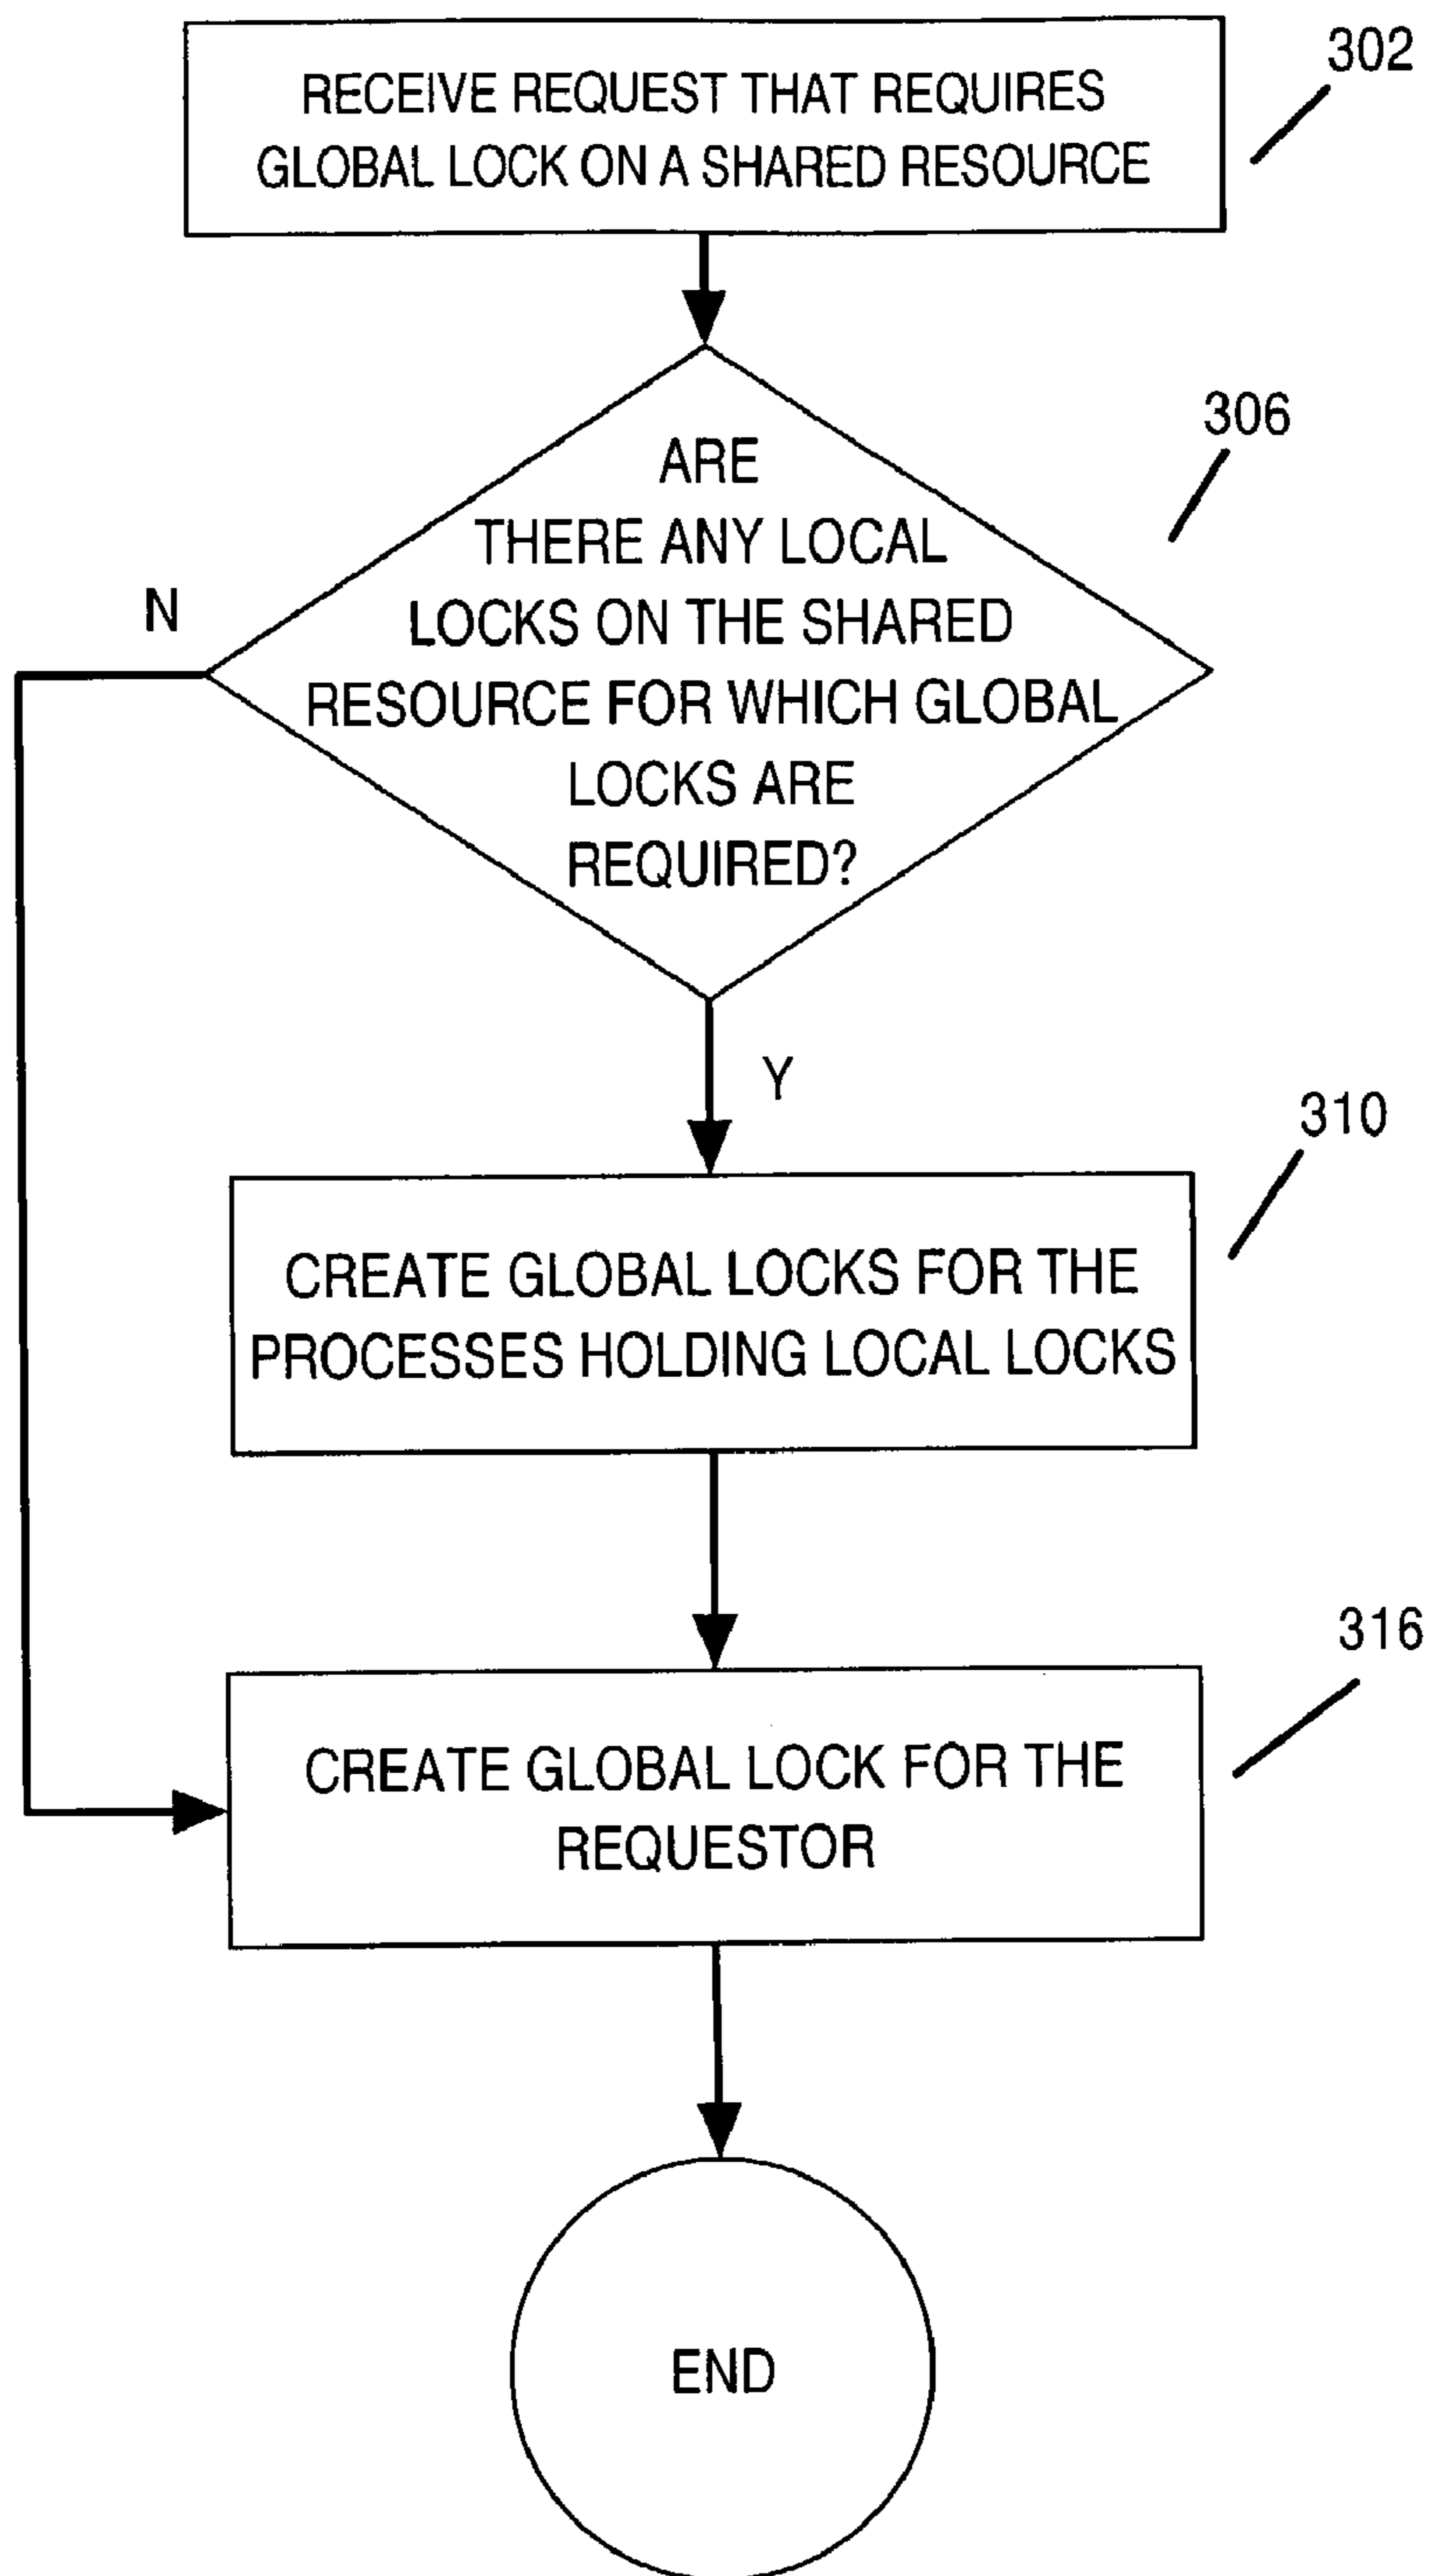 RECEIVE REQUEST THAT REQUIRES
GLOBAL LOCK ON A SHARED RESOURCE
302
ARE
THERE ANY LOCAL
LOCKS ON THE SHARED
RESOURCE FOR WHICH GLOBAL
LOCKS ARE
REQUIRED?
306
N
Y
CREATE GLOBAL LOCKS FOR THE
PROCESSES HOLDING LOCAL LOCKS
310
CREATE GLOBAL LOCK FOR THE
REQUESTOR
316
END